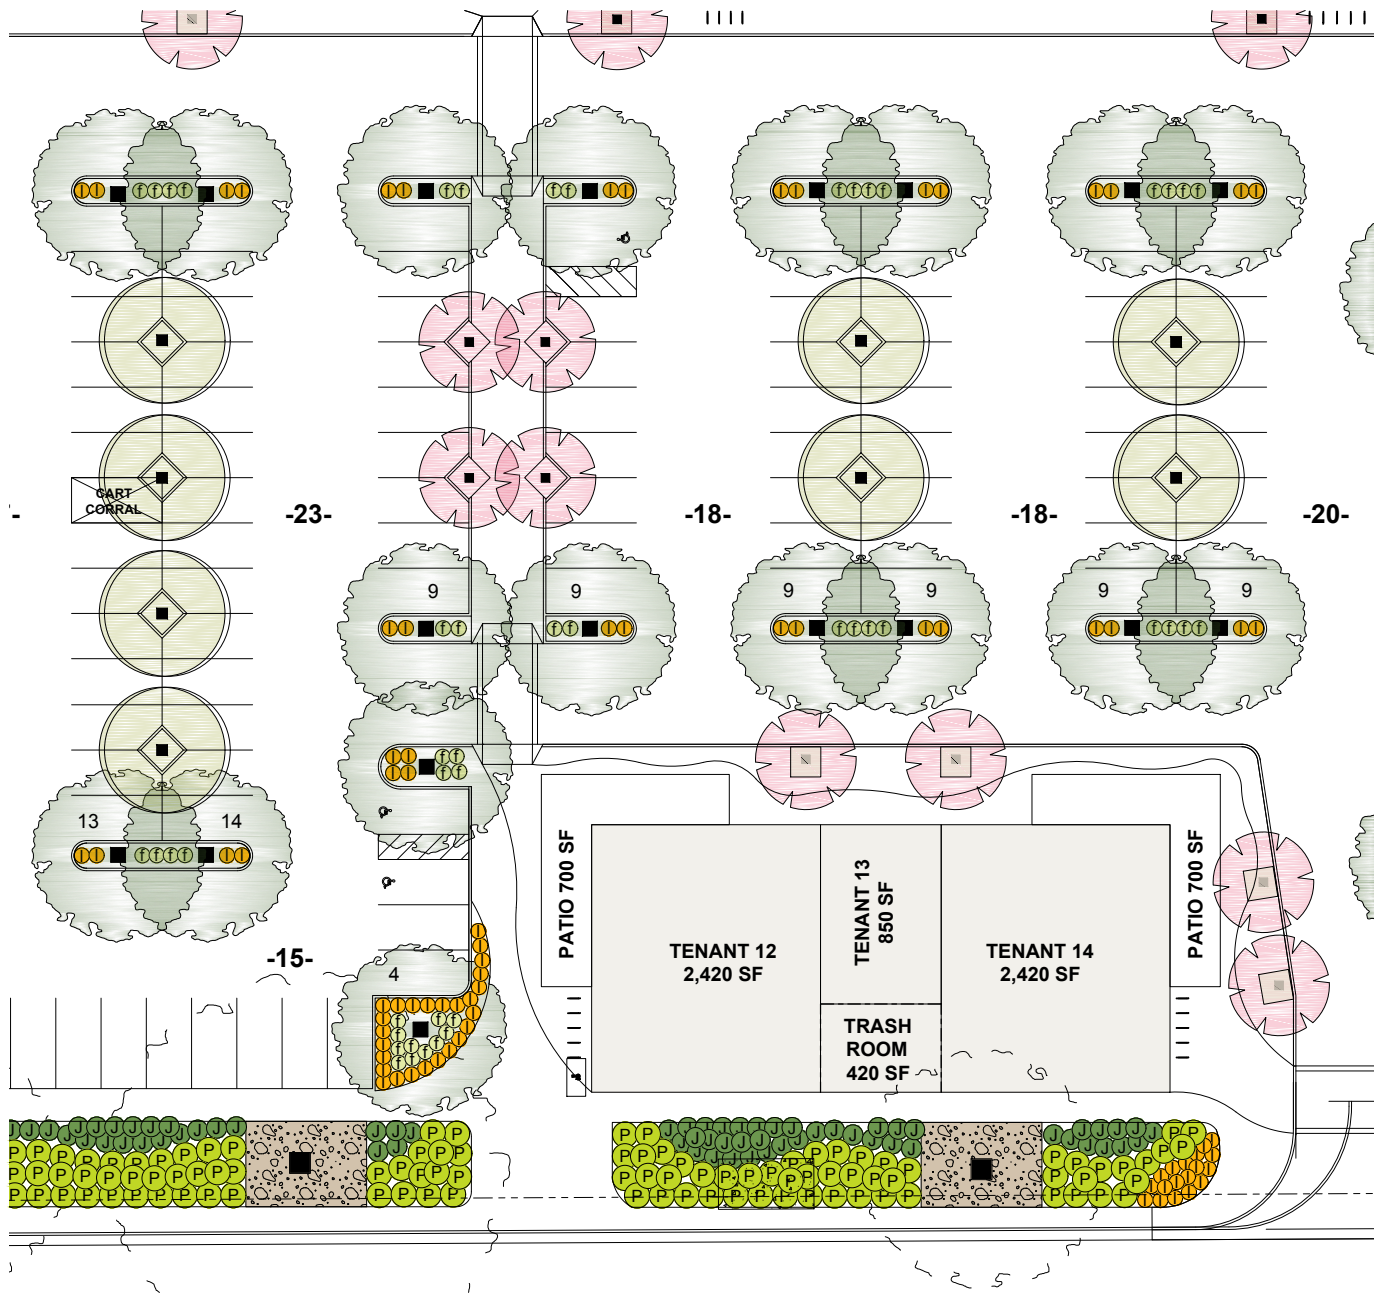 CART
CORRAL
-23-
-18-
-18-
-20-
9
9
9
9
9
9
13
14
-15-
4
PATIO 700 SF
TENANT 12
2,420 SF
TENANT 13
850 SF
TENANT 14
2,420 SF
PATIO 700 SF
TRASH
ROOM
420 SF